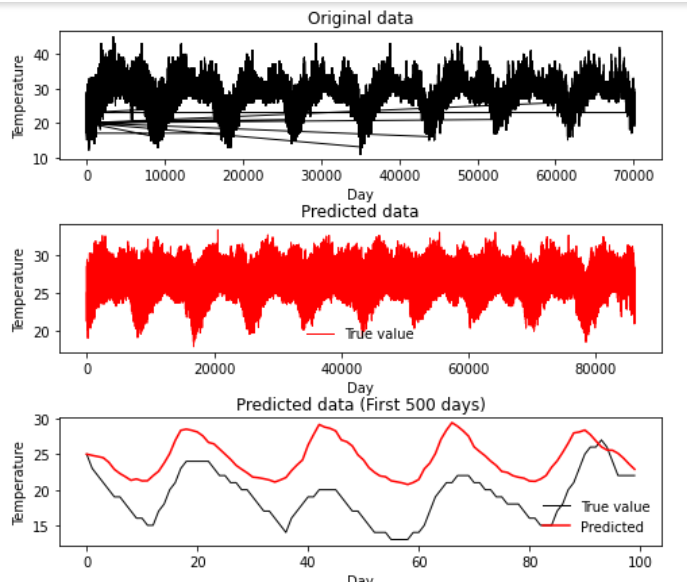 Original data
Temperature
40
30
20
10
0 10000 20000 30000 40000 50000 60000 70000
Day
Predicted data
Temperature
30
25
20
True value
0 20000 40000 60000 80000
Day
Predicted data (First 500 days)
Temperature
30
25
20
15
True value
Predicted
0 20 40 60 80 100
Day